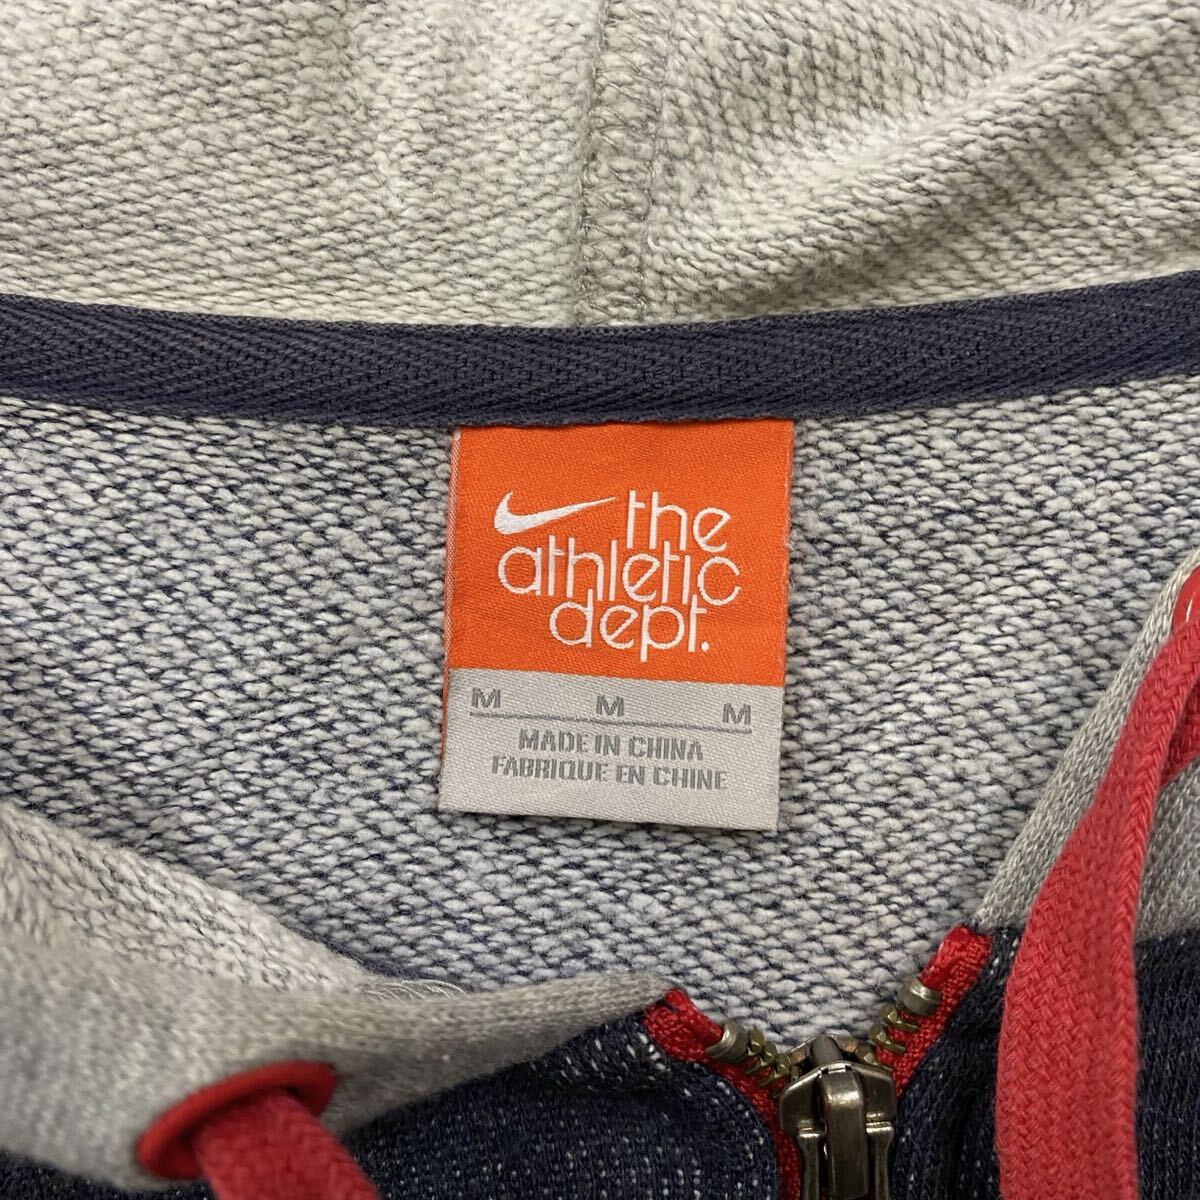 the
athletic
dept.
M M M
MADE IN CHINA
FABRIQUE EN CHINE